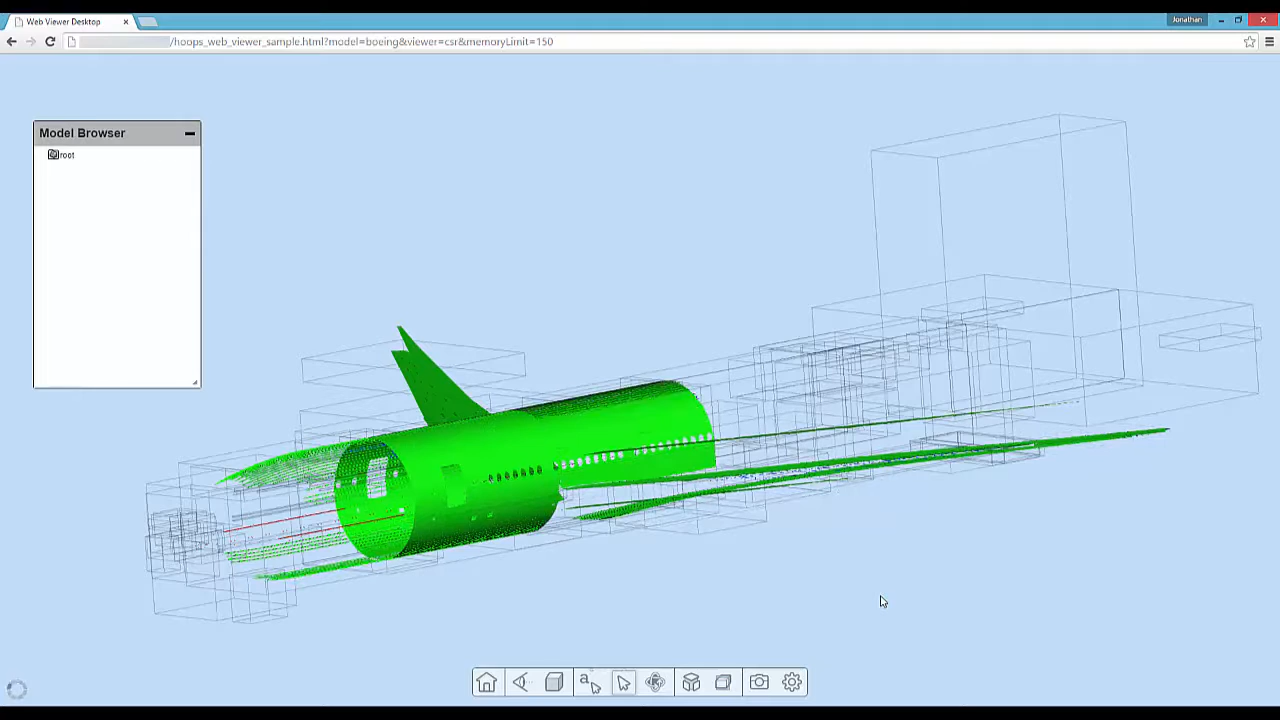 Web Viewer Desktop
Jonathan
/hoops_web_viewer_sample.html?model=boeing&viewer=csr&memoryLimit=150
Model Browser
root
a